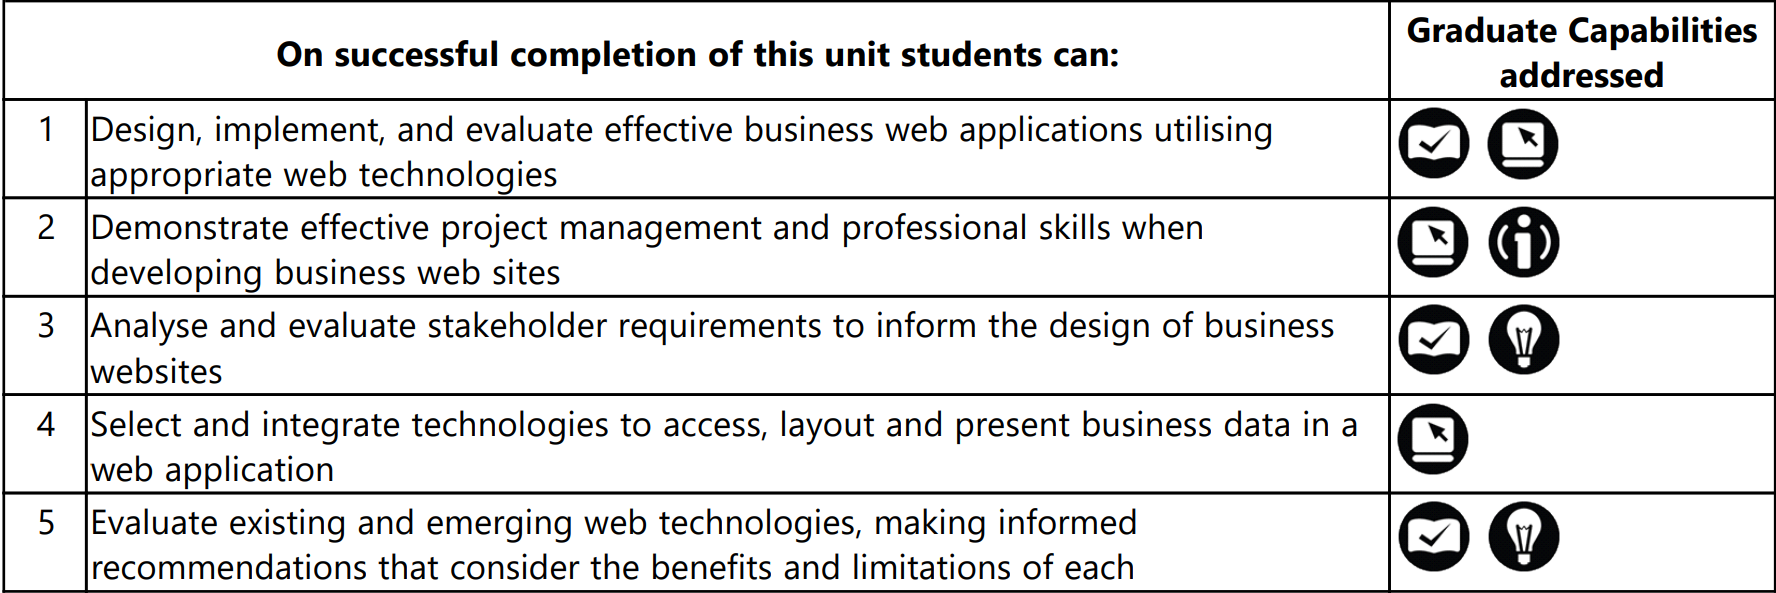 On successful completion of this unit students can:
Graduate Capabilities
addressed
1
Design, implement, and evaluate effective business web applications utilising
appropriate web technologies
2
Demonstrate effective project management and professional skills when
developing business web sites
3
Analyse and evaluate stakeholder requirements to inform the design of business
websites
4
Select and integrate technologies to access, layout and present business data in a
web application
5
Evaluate existing and emerging web technologies, making informed
recommendations that consider the benefits and limitations of each